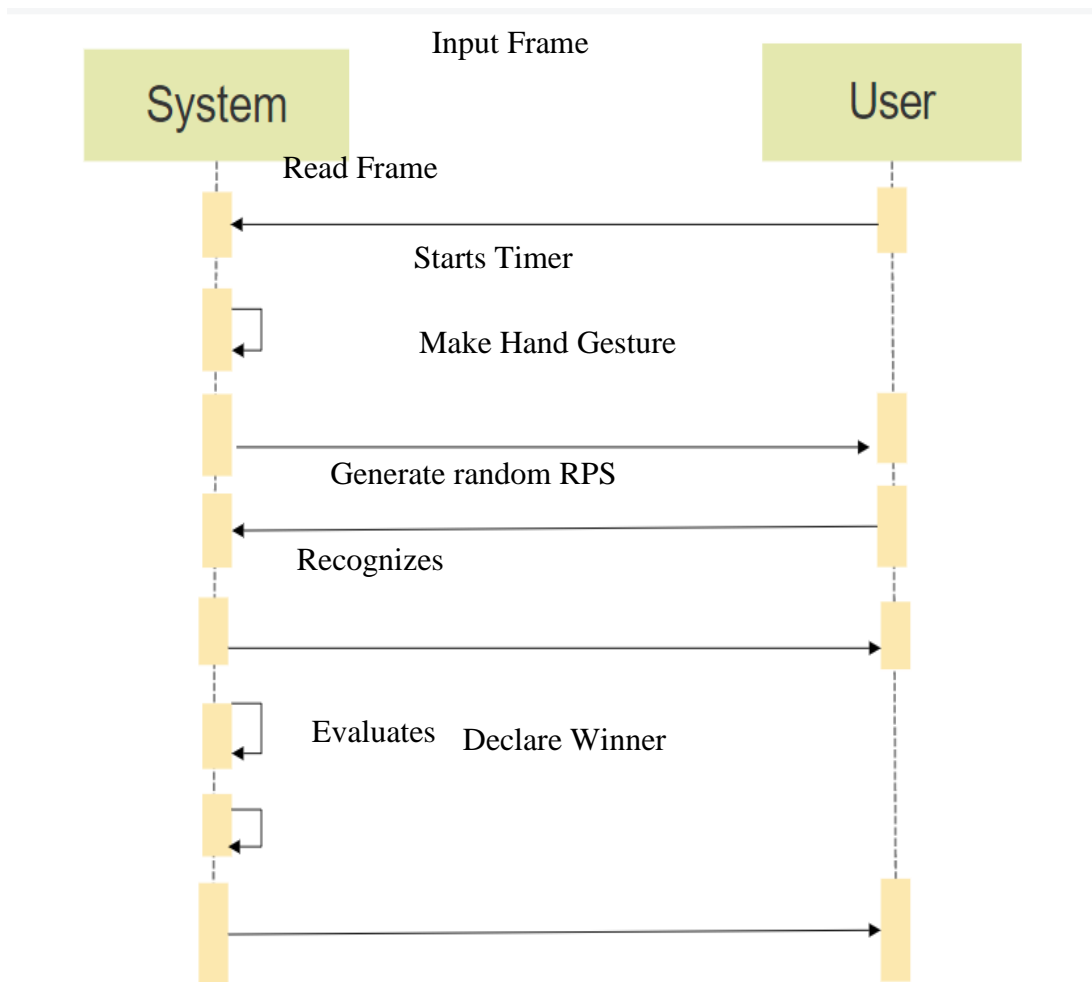 Input Frame
System
User
Read Frame
Starts Timer
Make Hand Gesture
Generate random RPS
Recognizes
Evaluates
Declare Winner